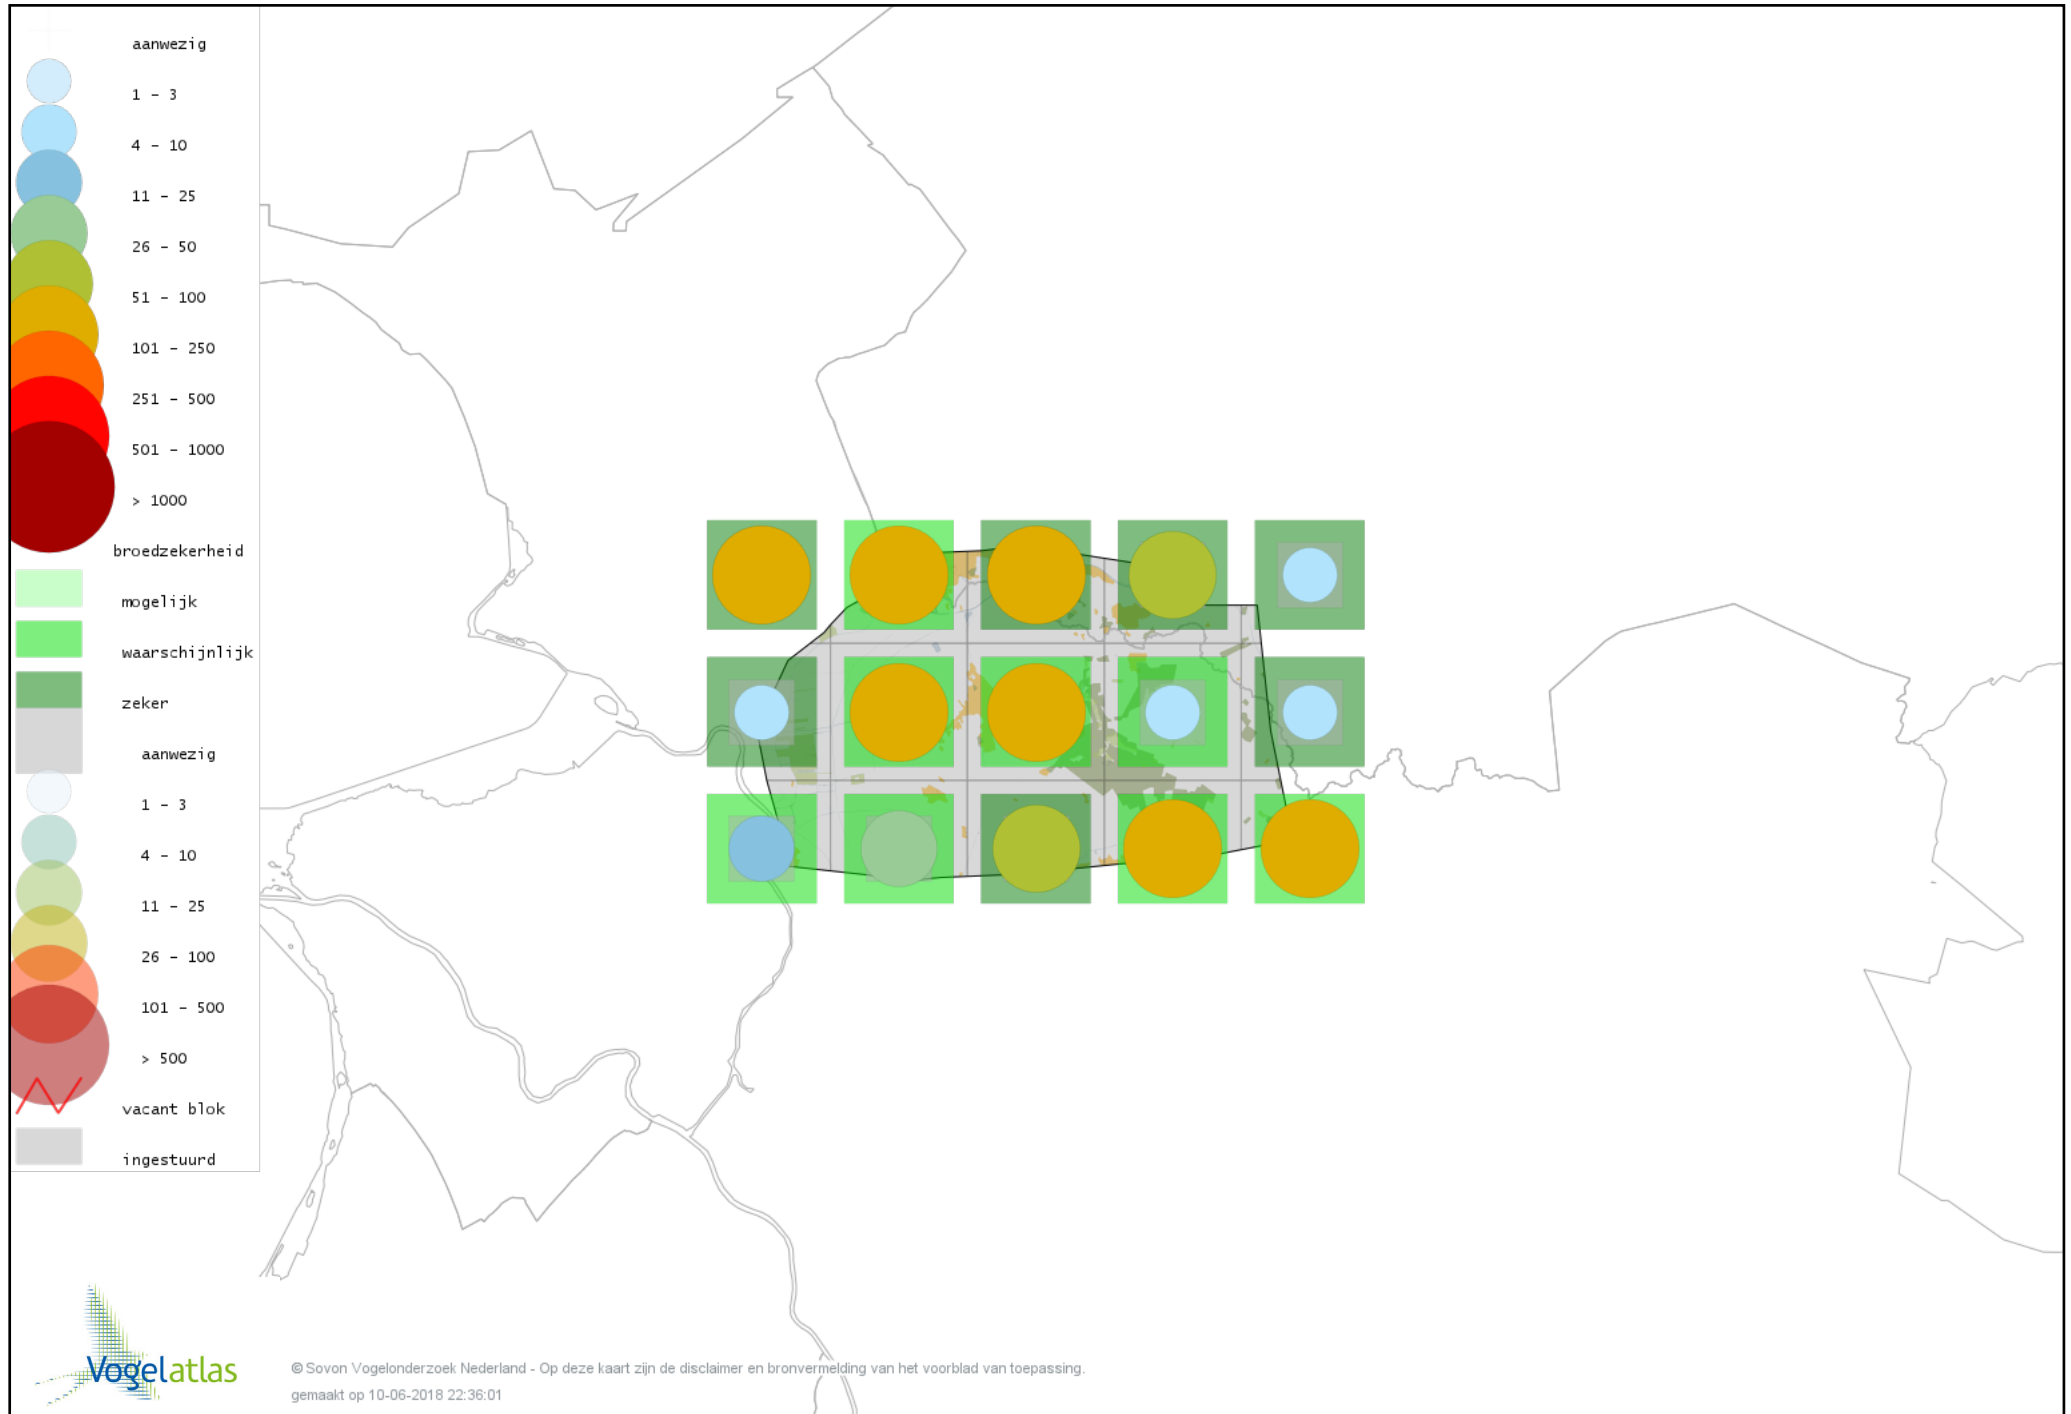 aanwezig
1 - 3
4 - 10
11 - 25
26 - 50
51 - 100
101 - 250
251 - 500
501 - 1000
> 1000
broedzekerheid
mogelijk
waarschijnlijk
zeker
aanwezig
1 - 3
4 - 10
11 - 25
26 - 100
101 - 500
> 500
vacant blok
ingestuurd
Vogelatlas
© Sovon Vogelonderzoek Nederland - Op deze kaart zijn de disclaimer en bronvermelding van het voorblad van toepassing.
gemaakt op 10-06-2018 22:36:01